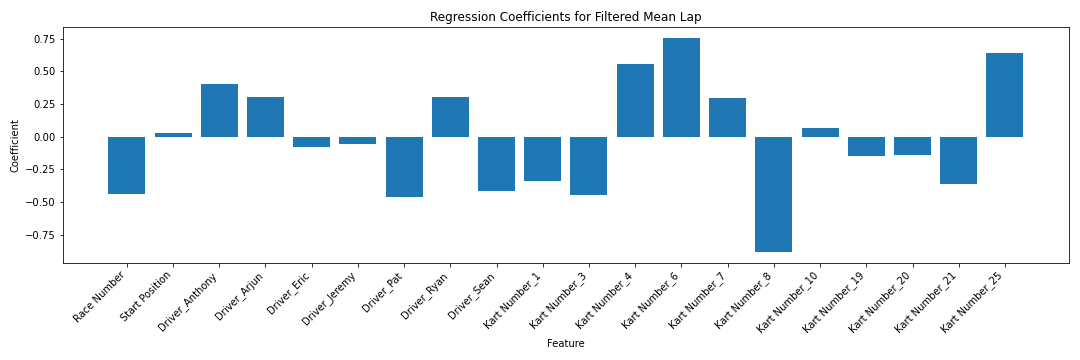 Regression Coefficients for Filtered Mean Lap
0.75
0.50
0.25
0.00
−0.25
−0.50
−0.75
Coefficient
Race Number
Start Position
Driver_Anthony
Driver_Arjun
Driver_Eric
Driver_Jeremy
Driver_Pat
Driver_Ryan
Driver_Sean
Kart Number_1
Kart Number_3
Kart Number_4
Kart Number_6
Kart Number_7
Kart Number_8
Kart Number_10
Kart Number_19
Kart Number_20
Kart Number_21
Kart Number_25
Feature